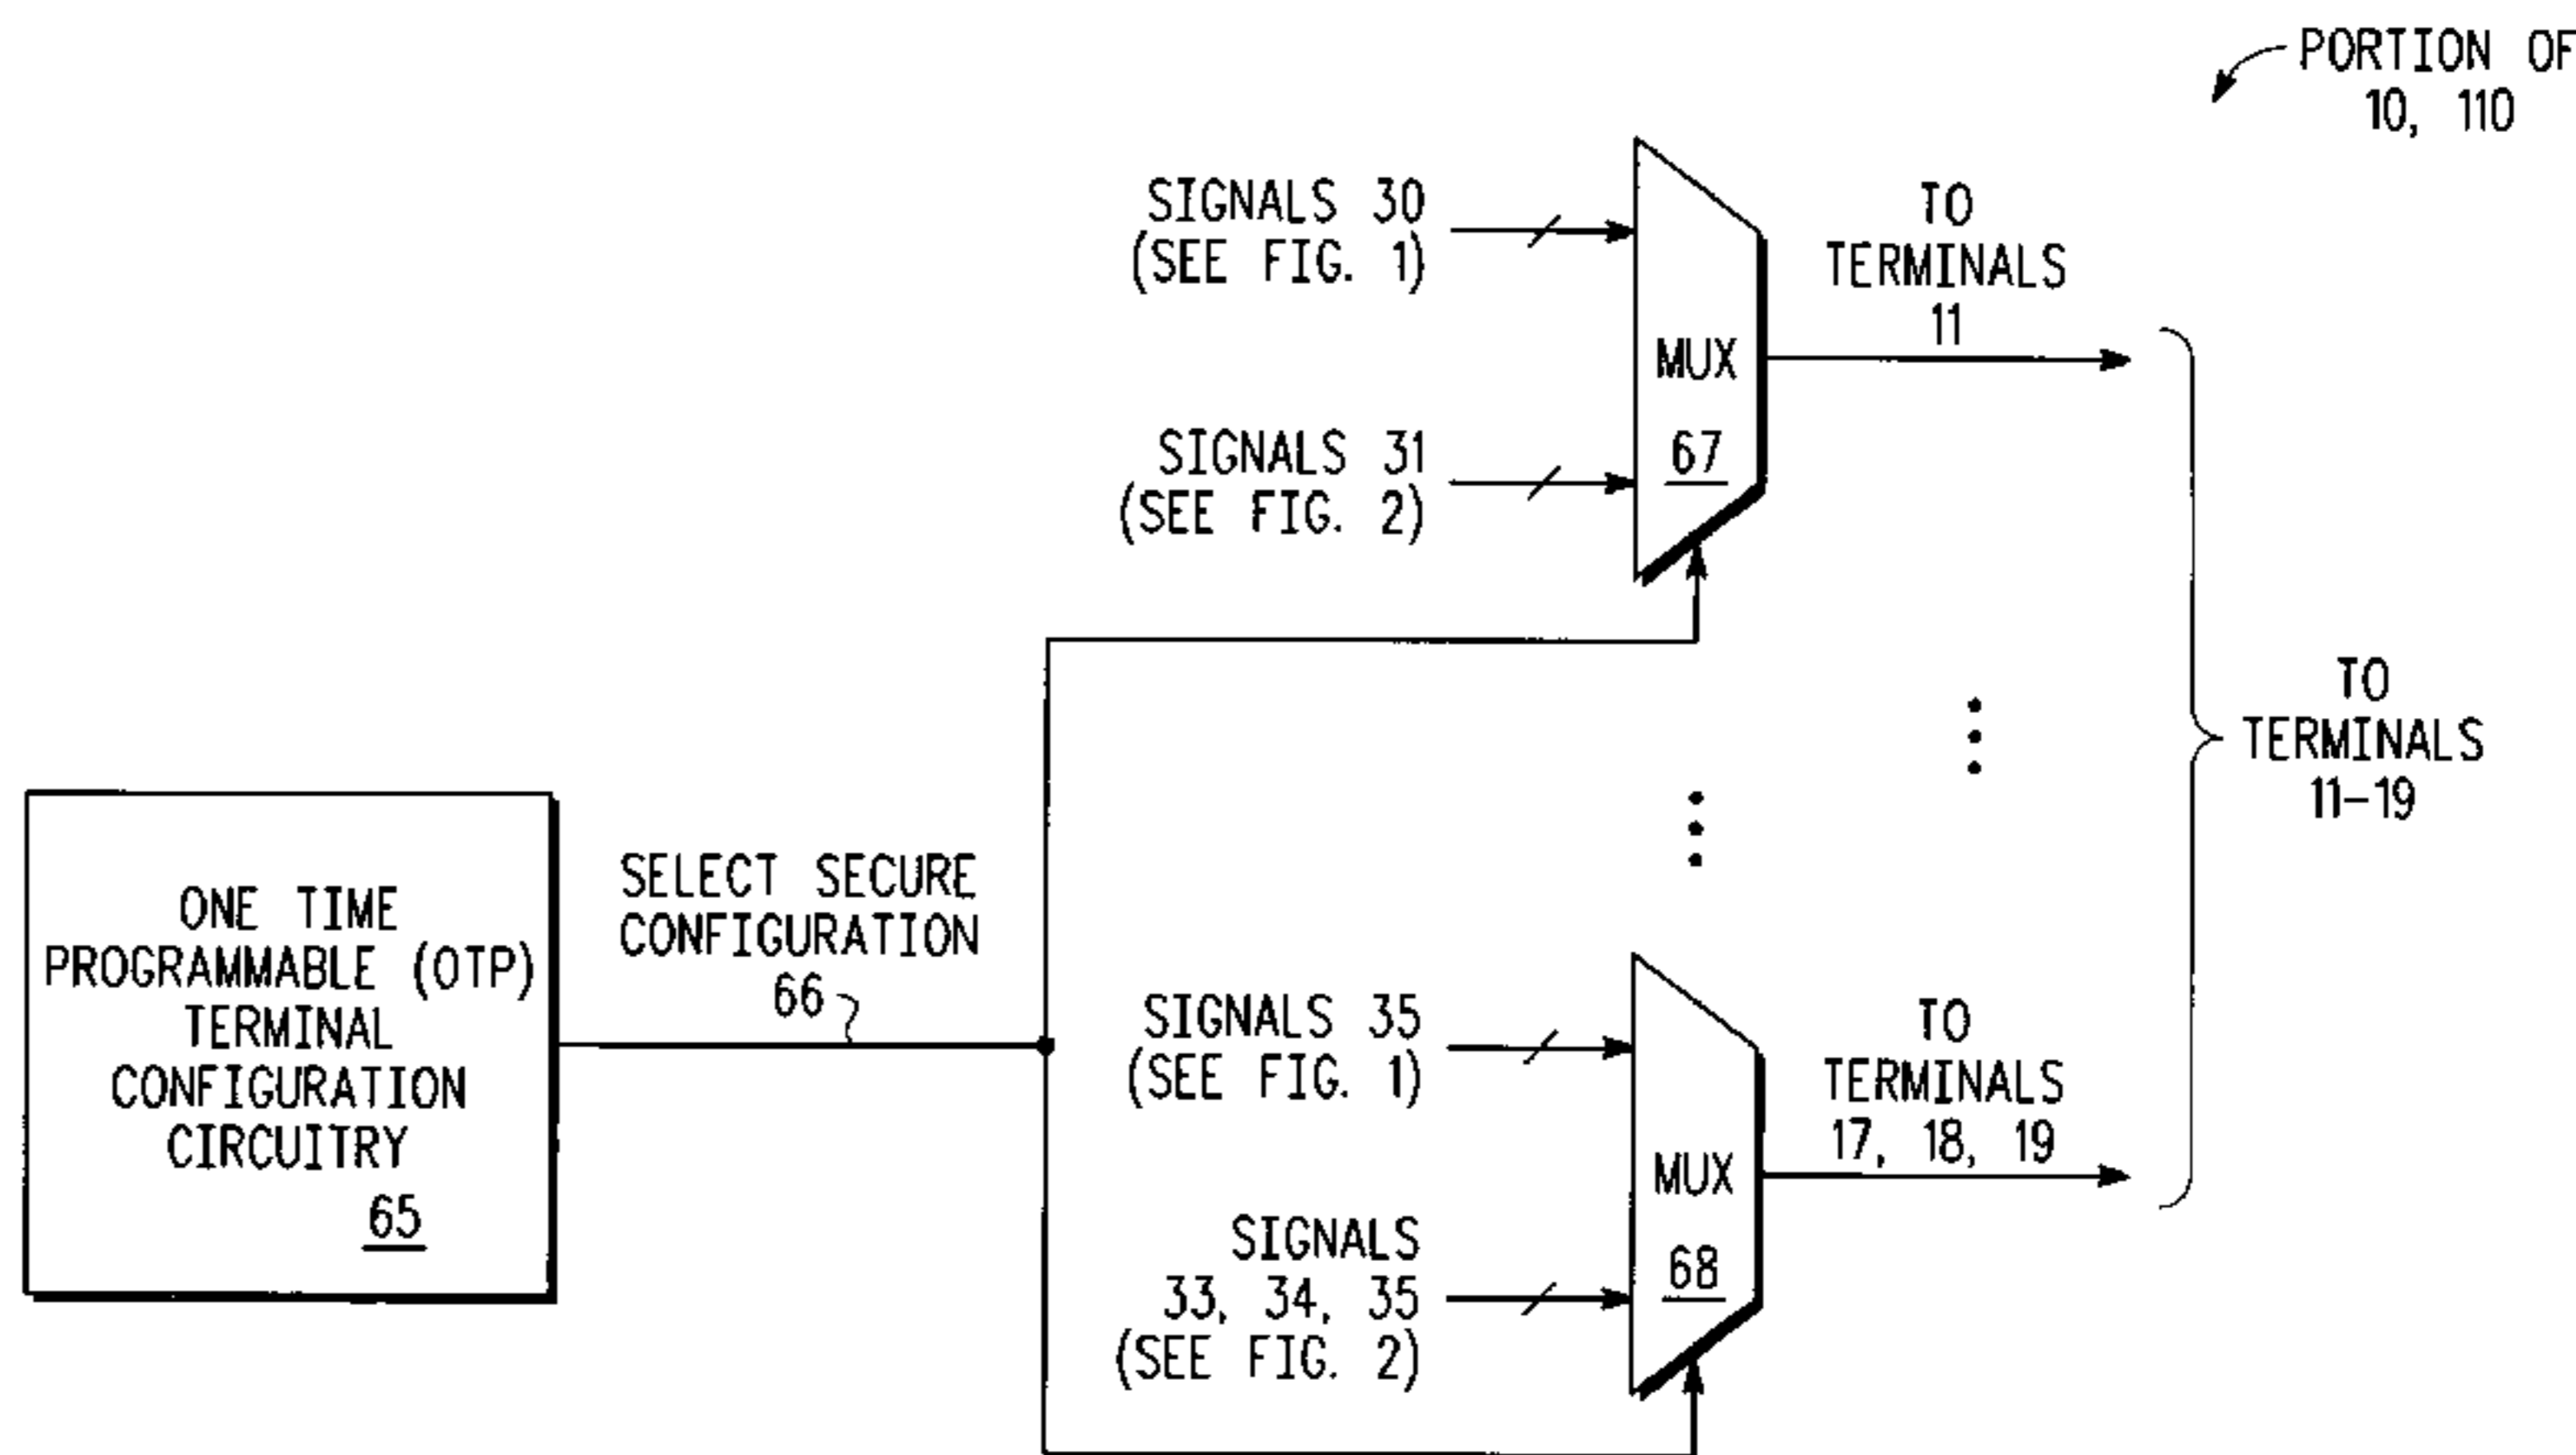 PORTION OF
10, 110
SIGNALS 30
(SEE FIG. 1)
TO
TERMINALS
11
MUX
67
SIGNALS 31
(SEE FIG. 2)
TO
TERMINALS
11-19
ONE TIME
PROGRAMMABLE (OTP)
TERMINAL
CONFIGURATION
CIRCUITRY
65
SELECT SECURE
CONFIGURATION
66
SIGNALS 35
(SEE FIG. 1)
TO
TERMINALS
17, 18, 19
MUX
68
SIGNALS
33, 34, 35
(SEE FIG. 2)